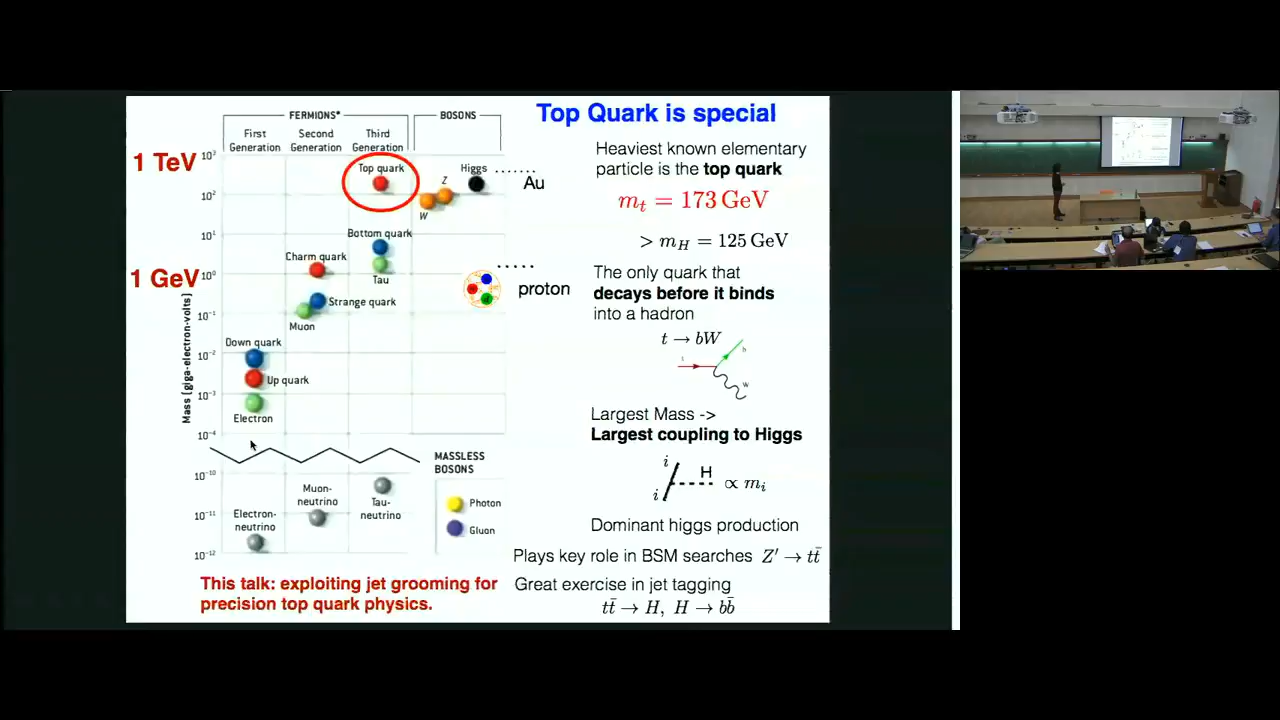 Top Quark is special
FERMIONS*
BOSONS
First Generation
Second Generation
Third Generation
1 TeV
10³
Top quark
Higgs
Au
Z
10²
W
10¹
Bottom quark
Charm quark
1 GeV
10⁰
Tau
proton
Strange quark
10⁻¹
Muon
Down quark
10⁻²
Up quark
10⁻³
Electron
10⁻⁴
Mass (giga-electron-volts)
MASSLESS
BOSONS
10⁻¹⁰
Photon
Gluon
Muon-
neutrino
Tau-
neutrino
10⁻¹¹
Electron-
neutrino
10⁻¹²
This talk: exploiting jet grooming for
precision top quark physics.
Heaviest known elementary
particle is the top quark
mₜ = 173 GeV
> m_H = 125 GeV
The only quark that
decays before it binds
into a hadron
t → bW
t
b
W
Largest Mass ->
Largest coupling to Higgs
i
i
H
∝ mᵢ
Dominant higgs production
Plays key role in BSM searches Z′ → tt̄
Great exercise in jet tagging
tt̄ → H, H → bb̄